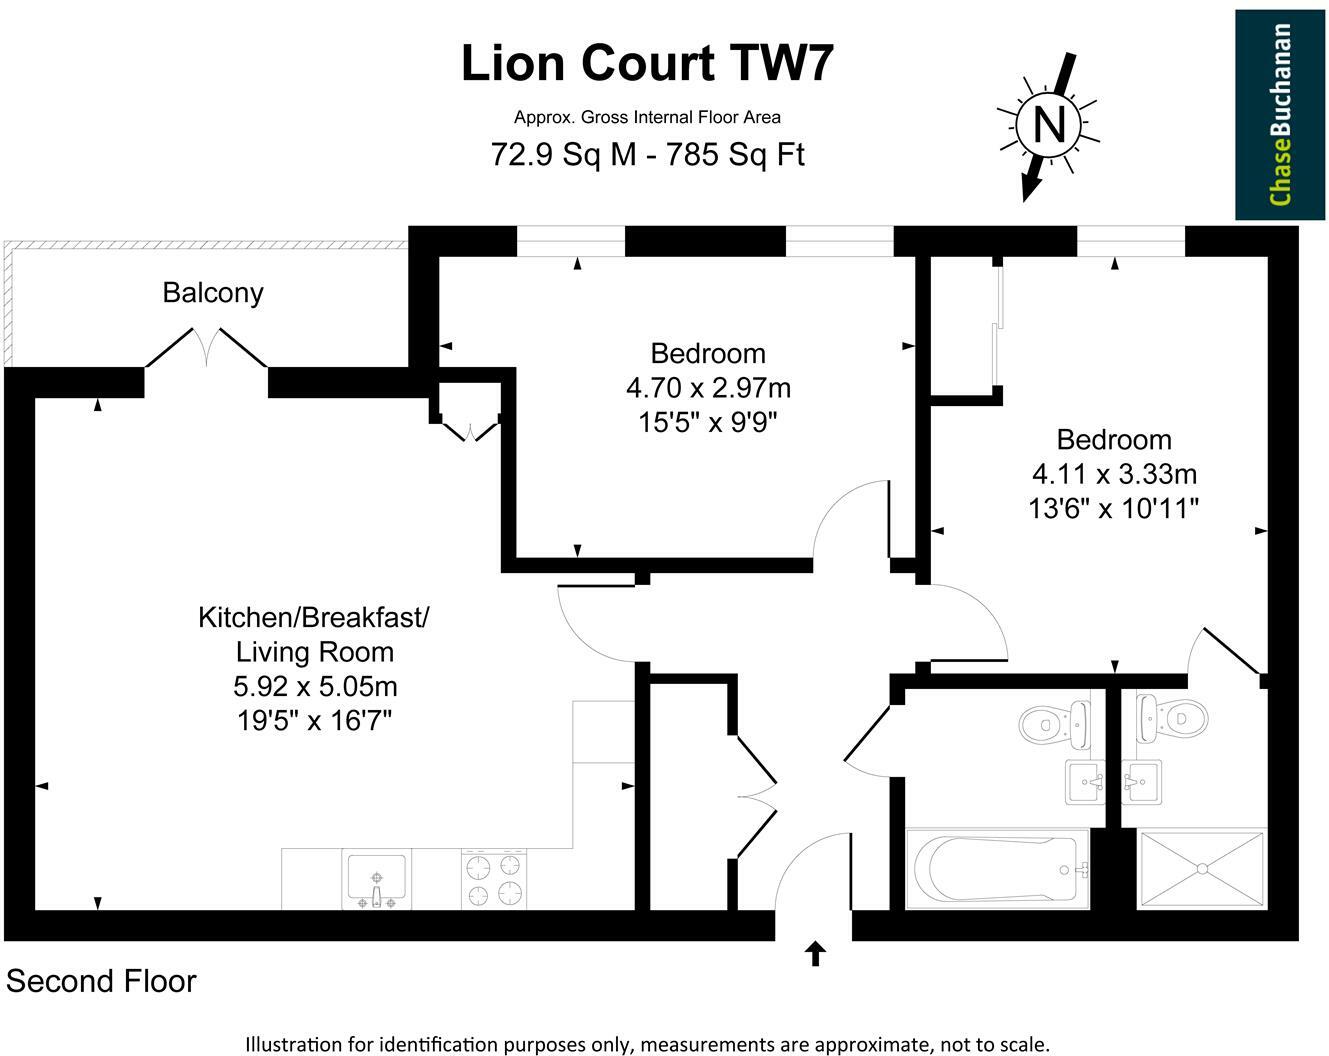 Lion Court TW7
Approx. Gross Internal Floor Area
72.9 Sq M - 785 Sq Ft
N
ChaseBuchanan
Balcony
Bedroom
4.70 x 2.97m
15'5" x 9'9"
Bedroom
4.11 x 3.33m
13'6" x 10'11"
Kitchen/Breakfast/
Living Room
5.92 x 5.05m
19'5" x 16'7"
Second Floor
Illustration for identification purposes only, measurements are approximate, not to scale.